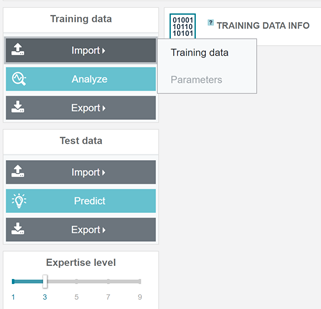 Training data
Import
Analyze
Export
Test data
Import
Predict
Export
Expertise level
1 3 5 7 9
01001
10110
10101
? TRAINING DATA INFO
Training data
Parameters